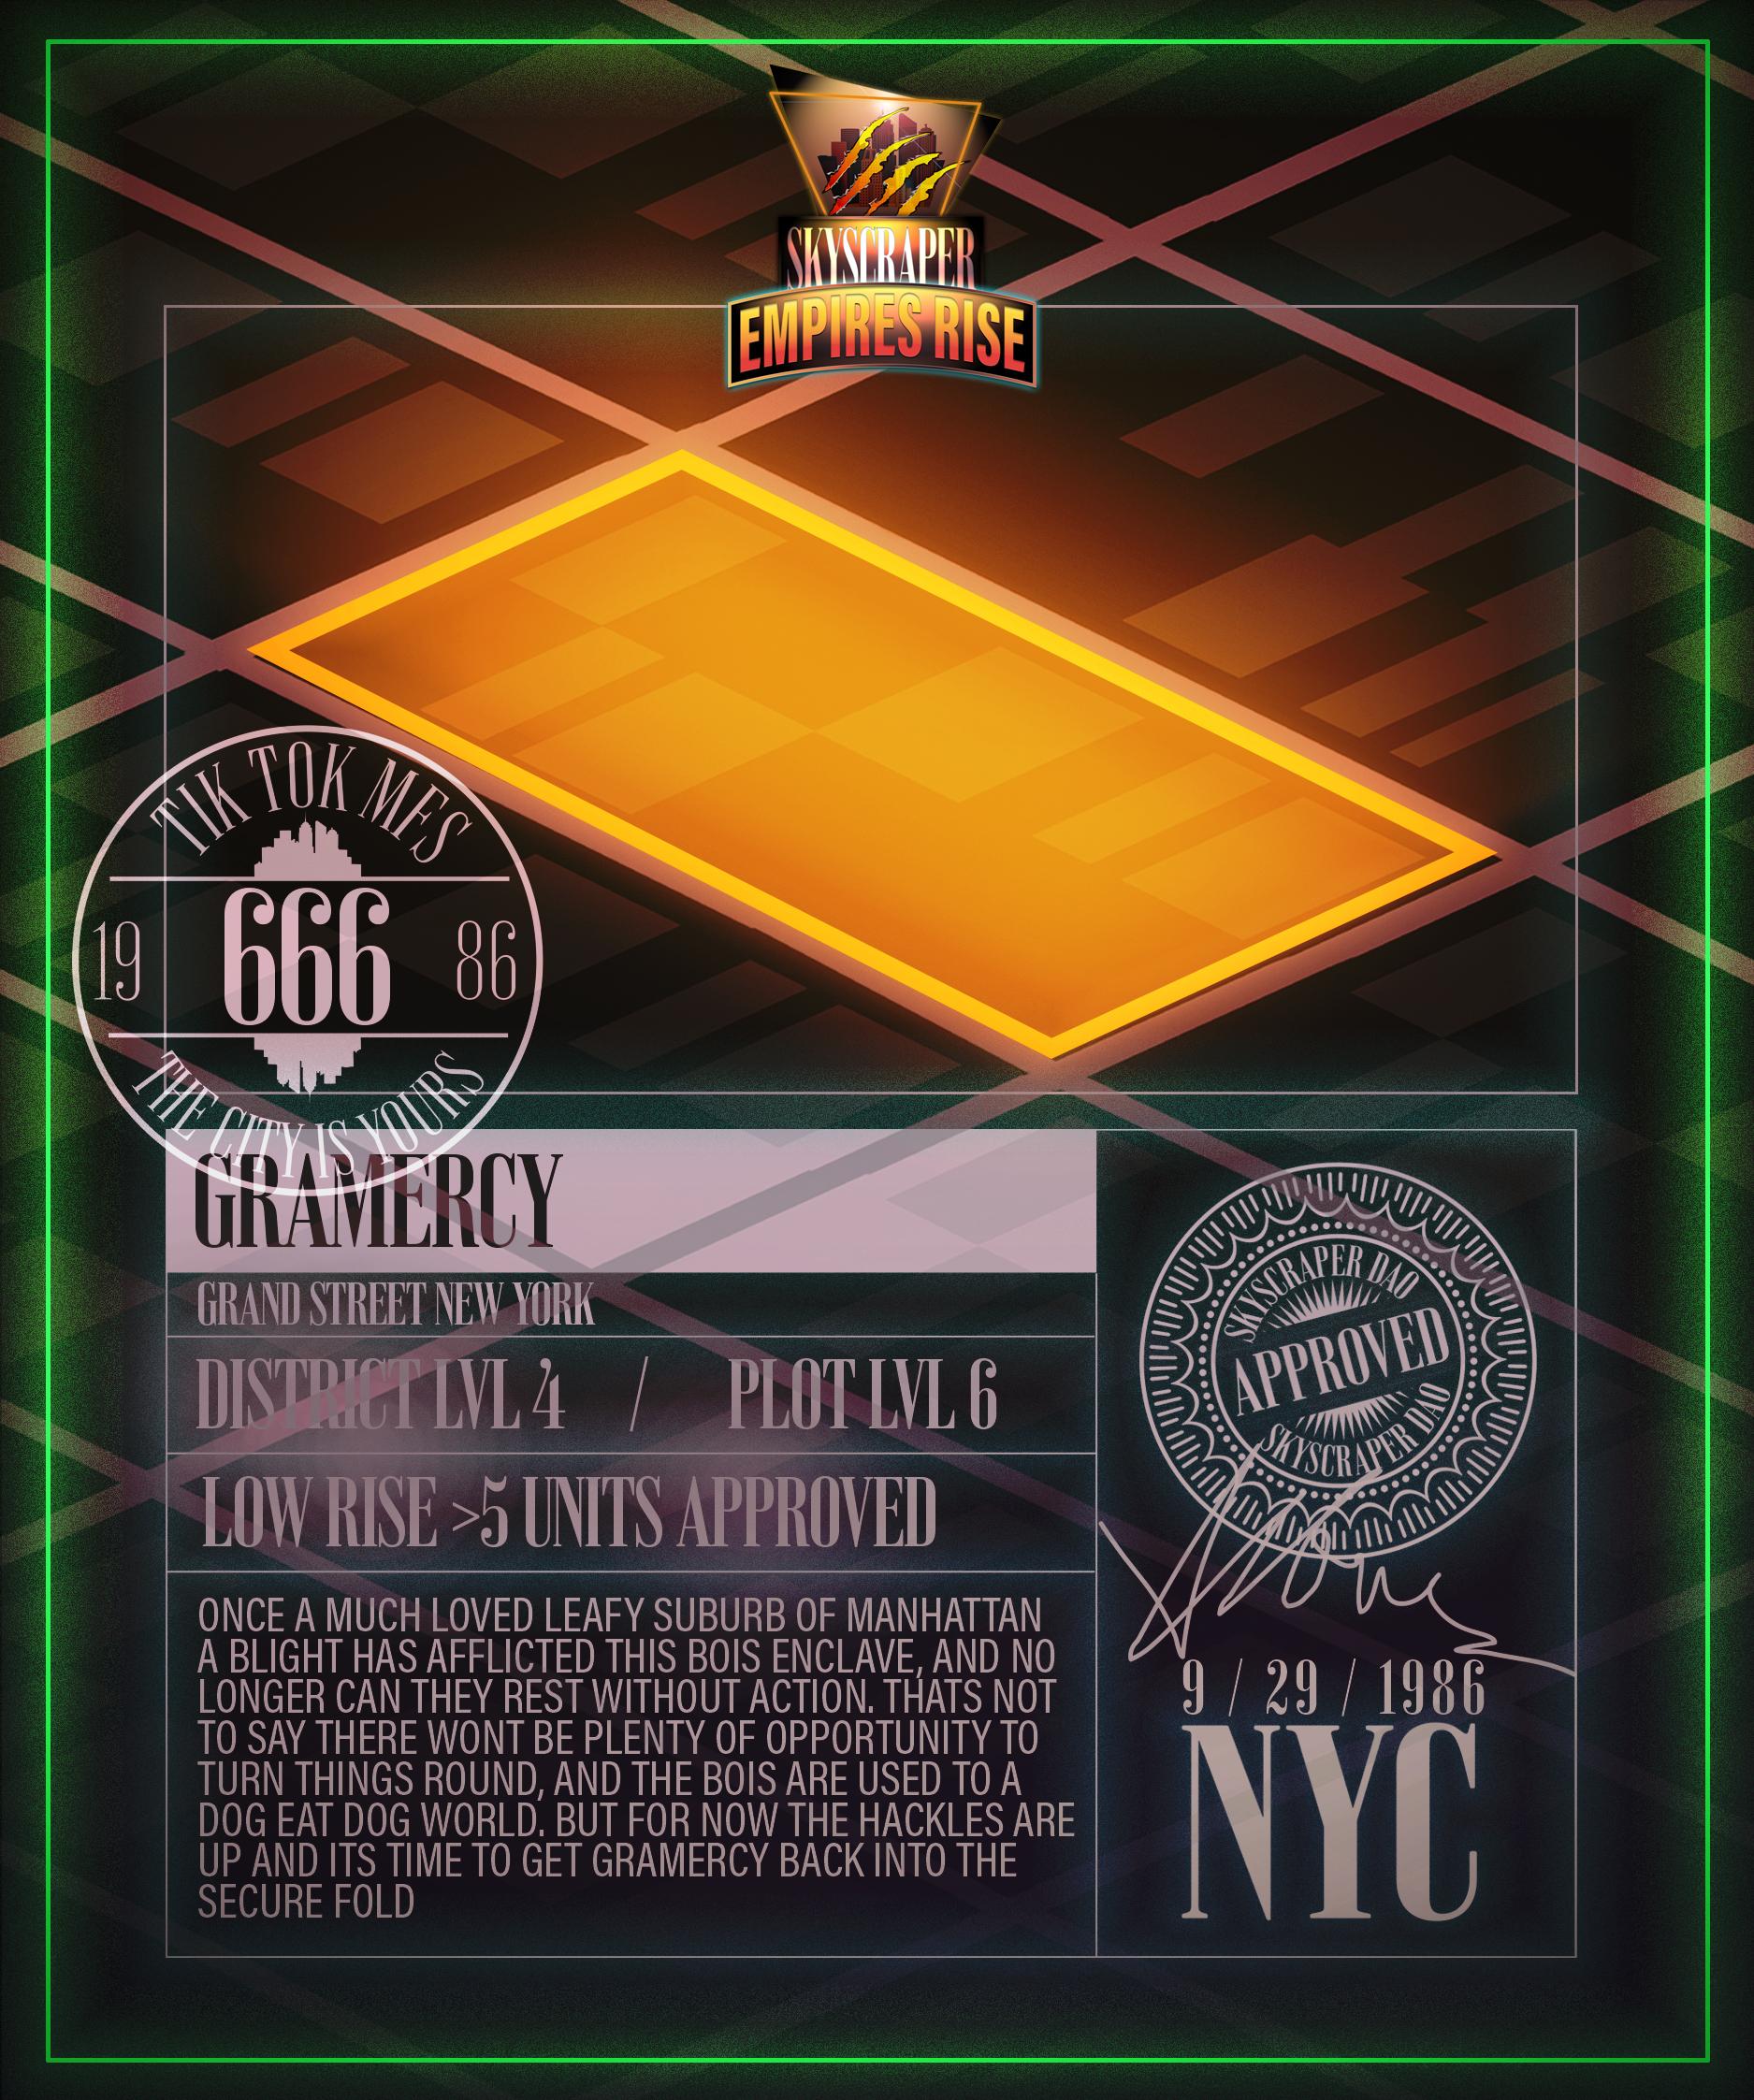 SKYSCRAPER
EMPIRES RISE
TIK TOK MFS
19 666 86
THE CITY IS YOURS
GRAMERCY
GRAND STREET NEW YORK
DISTRICT LVL 4 / PLOT LVL 6
LOW RISE >5 UNITS APPROVED
ONCE A MUCH LOVED LEAFY SUBURB OF MANHATTAN
A BLIGHT HAS AFFLICTED THIS BOIS ENCLAVE, AND NO
LONGER CAN THEY REST WITHOUT ACTION. THATS NOT
TO SAY THERE WONT BE PLENTY OF OPPORTUNITY TO
TURN THINGS ROUND, AND THE BOIS ARE USED TO A
DOG EAT DOG WORLD. BUT FOR NOW THE HACKLES ARE
UP AND ITS TIME TO GET GRAMERCY BACK INTO THE
SECURE FOLD
SKYSCRAPER DAO
APPROVED
SKYSCRAPER DAO
9 / 29 / 1986
NYC